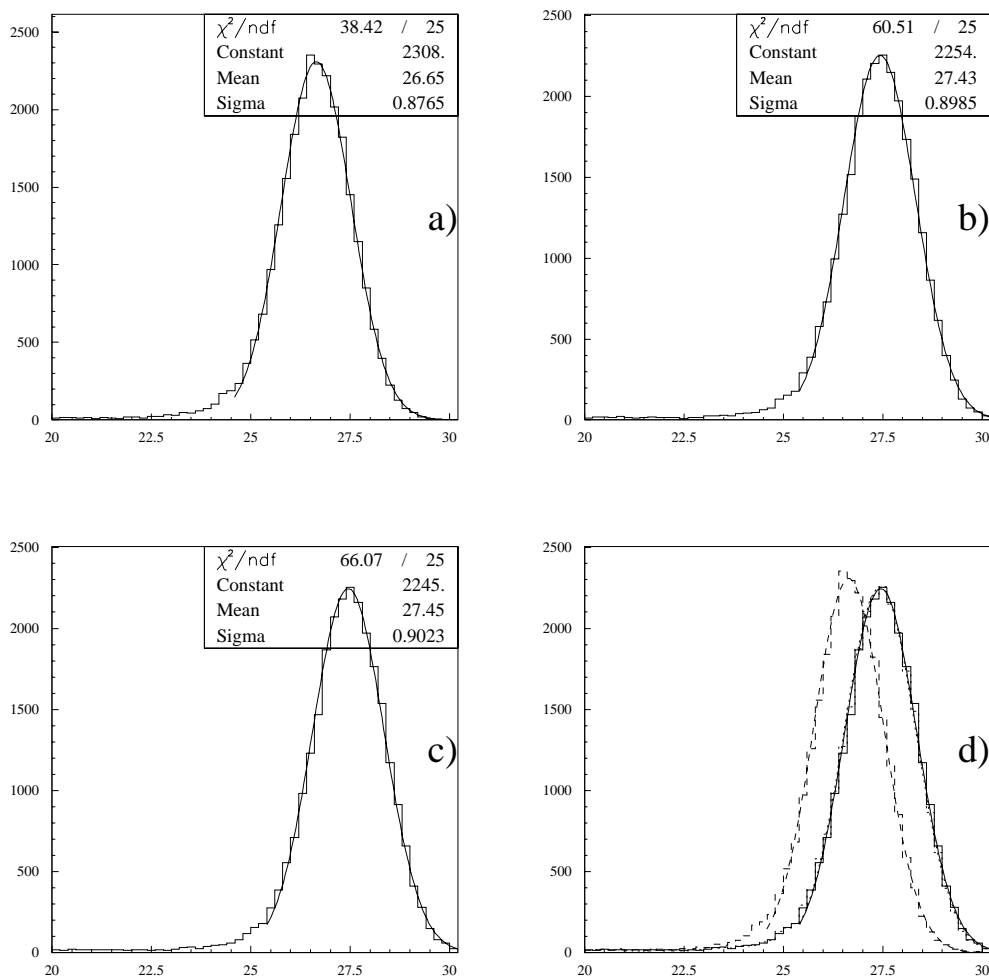 χ²/ndf 38.42 / 25
Constant 2308.
Mean 26.65
Sigma 0.8765
a)
2500
2000
1500
1000
500
0
20 22.5 25 27.5 30
χ²/ndf 60.51 / 25
Constant 2254.
Mean 27.43
Sigma 0.8985
b)
2500
2000
1500
1000
500
0
20 22.5 25 27.5 30
χ²/ndf 66.07 / 25
Constant 2245.
Mean 27.45
Sigma 0.9023
c)
2500
2000
1500
1000
500
0
20 22.5 25 27.5 30
d)
2500
2000
1500
1000
500
0
20 22.5 25 27.5 30